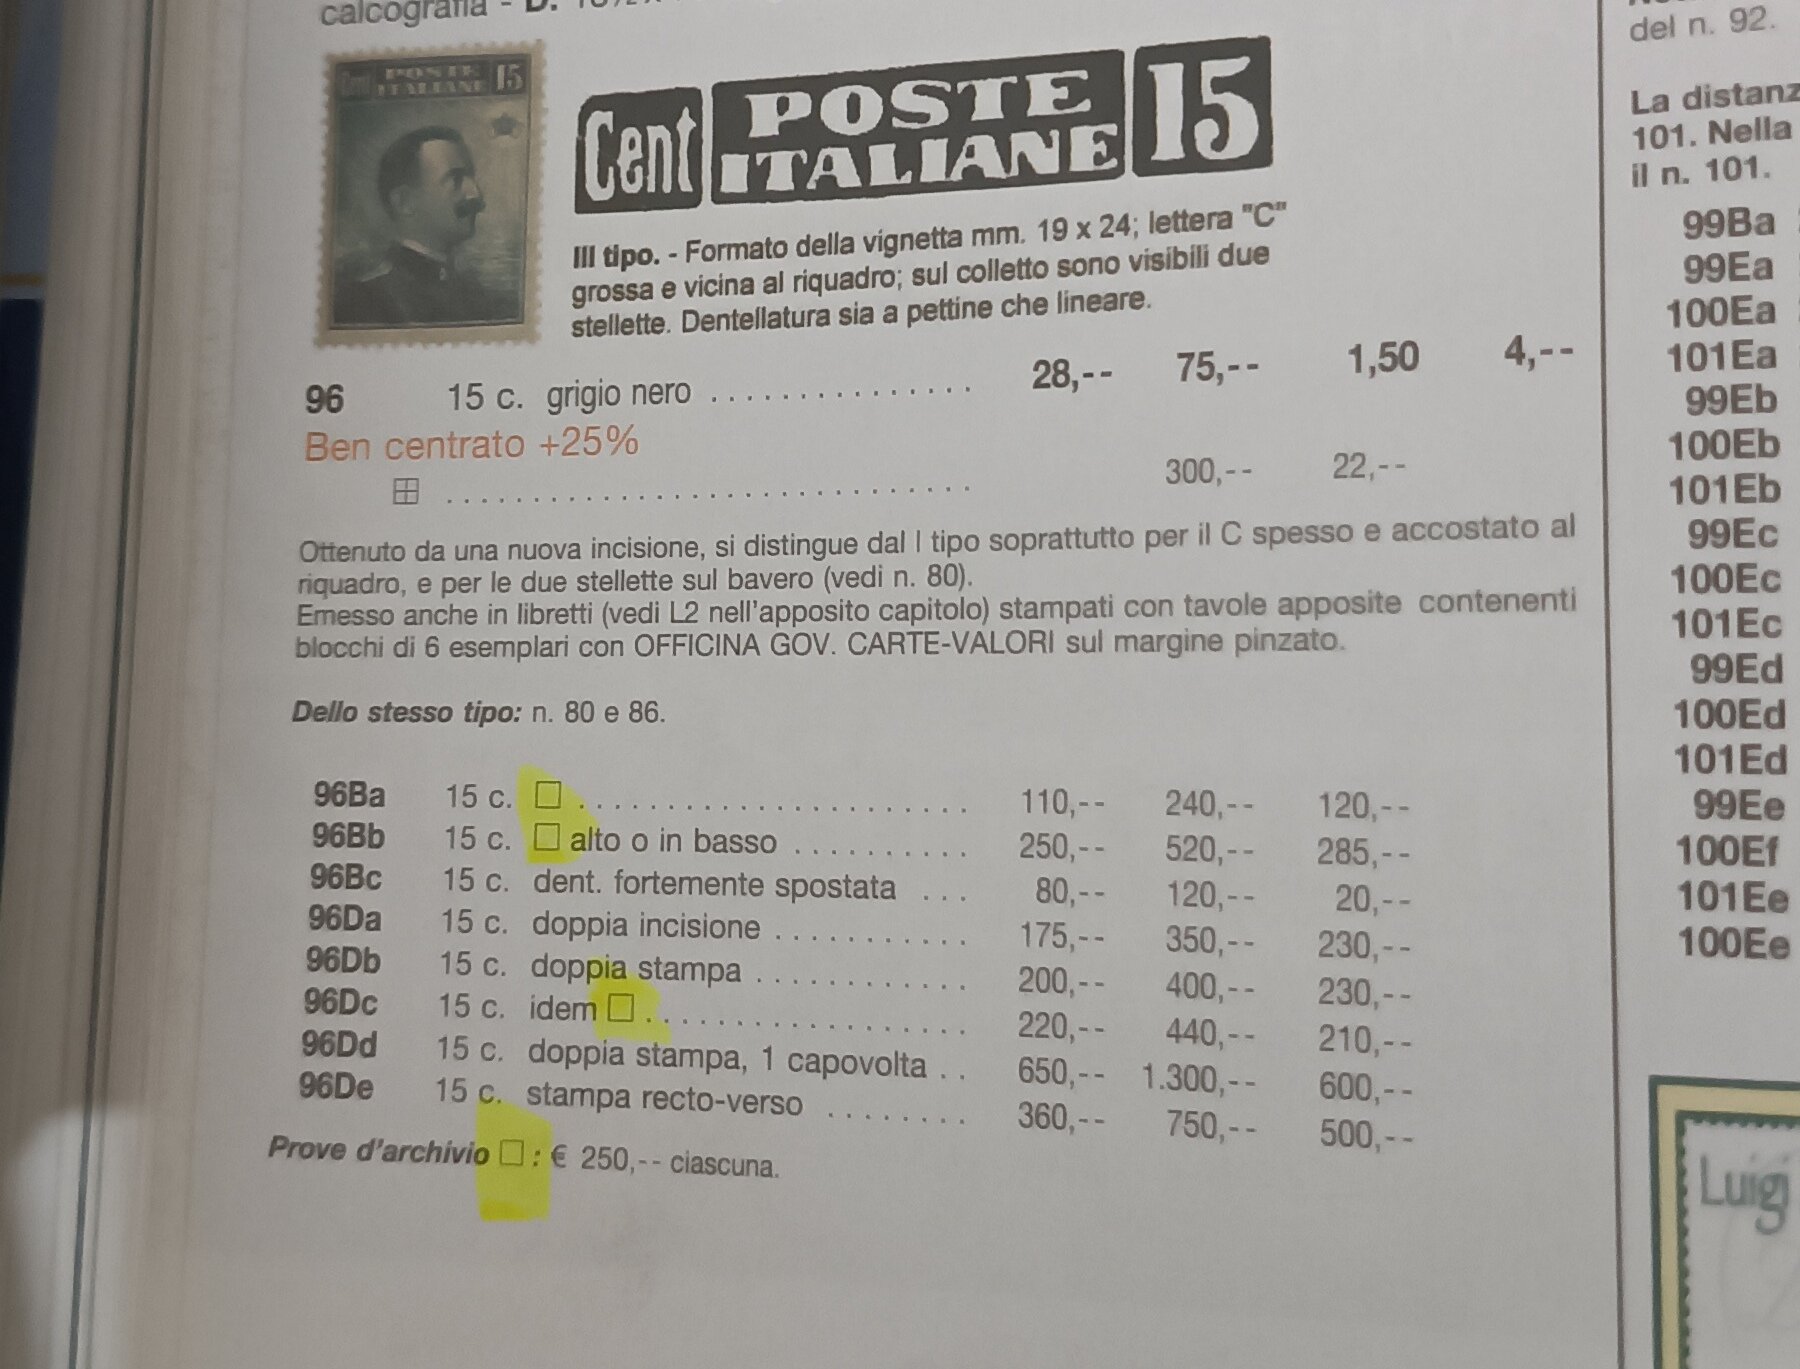 calcografia - D.
Cent POSTE ITALIANE 15
Cent POSTE
ITALIANE 15
III tipo. - Formato della vignetta mm. 19 x 24; lettera "C"
grossa e vicina al riquadro; sul colletto sono visibili due
stellette. Dentellatura sia a pettine che lineare.
96 15 c. grigio nero ............... 28,-- 75,-- 1,50 4,--
Ben centrato +25%
⊞ .............................. 300,-- 22,--
Ottenuto da una nuova incisione, si distingue dal I tipo soprattutto per il C spesso e accostato al
riquadro, e per le due stellette sul bavero (vedi n. 80).
Emesso anche in libretti (vedi L2 nell'apposito capitolo) stampati con tavole apposite contenenti
blocchi di 6 esemplari con OFFICINA GOV. CARTE-VALORI sul margine pinzato.
Dello stesso tipo: n. 80 e 86.
96Ba 15 c. □ ...................... 110,-- 240,-- 120,--
96Bb 15 c. □ alto o in basso .......... 250,-- 520,-- 285,--
96Bc 15 c. dent. fortemente spostata ... 80,-- 120,-- 20,--
96Da 15 c. doppia incisione ........... 175,-- 350,-- 230,--
96Db 15 c. doppia stampa ............ 200,-- 400,-- 230,--
96Dc 15 c. idem □ .................. 220,-- 440,-- 210,--
96Dd 15 c. doppia stampa, 1 capovolta .. 650,-- 1.300,-- 600,--
96De 15 c. stampa recto-verso ........ 360,-- 750,-- 500,--
Prove d'archivio □ : € 250,-- ciascuna.
del n. 92.
La distanz
101. Nella
il n. 101.
99Ba
99Ea
100Ea
101Ea
99Eb
100Eb
101Eb
99Ec
100Ec
101Ec
99Ed
100Ed
101Ed
99Ee
100Ef
101Ee
100Ee
Luigi